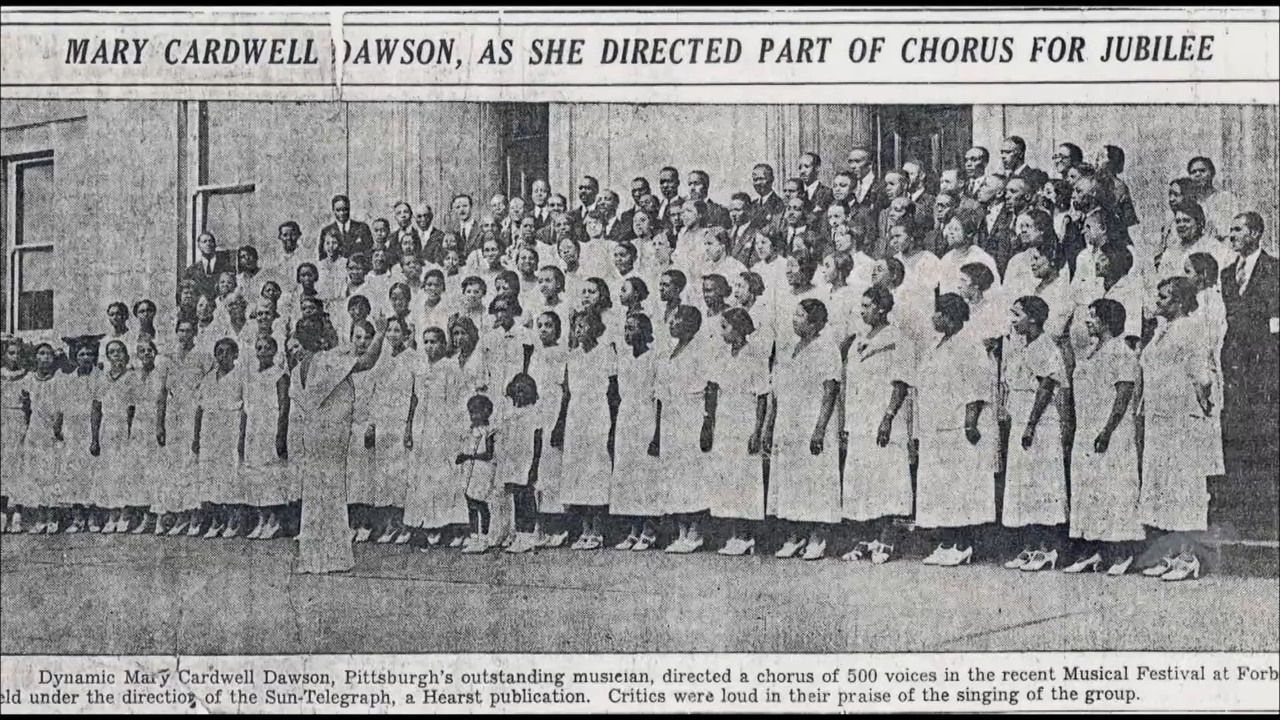 MARY CARDWELL DAWSON, AS SHE DIRECTED PART OF CHORUS FOR JUBILEE
Dynamic Mary Cardwell Dawson, Pittsburgh's outstanding musician, directed a chorus of 500 voices in the recent Musical Festival at Forb
eld under the direction of the Sun-Telegraph, a Hearst publication. Critics were loud in their praise of the singing of the group.